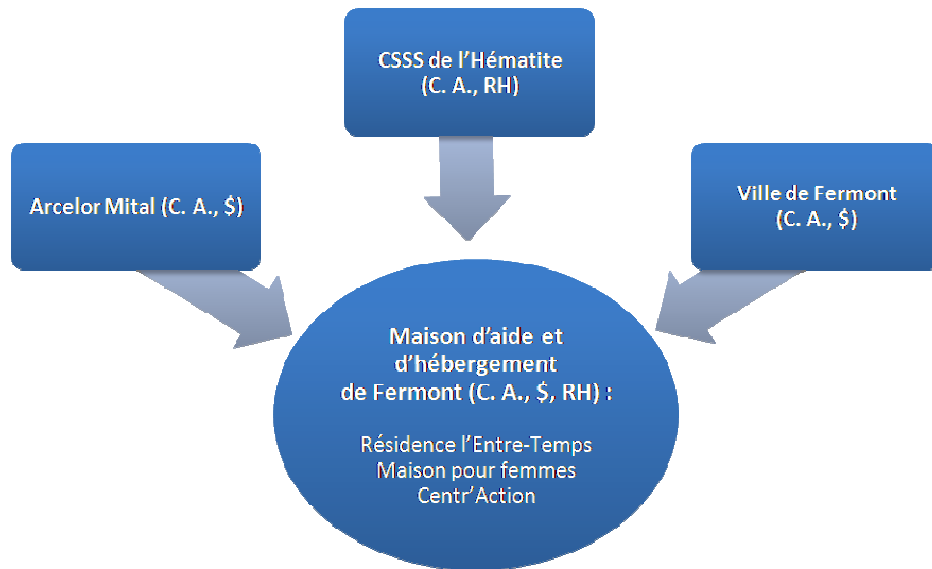 CSSS de l'Hématite
(C. A., RH)
Arcelor Mital (C. A., $)
Ville de Fermont
(C. A., $)
Maison d'aide et
d'hébergement
de Fermont (C. A., $, RH) :
Résidence l'Entre-Temps
Maison pour femmes
Centr'Action